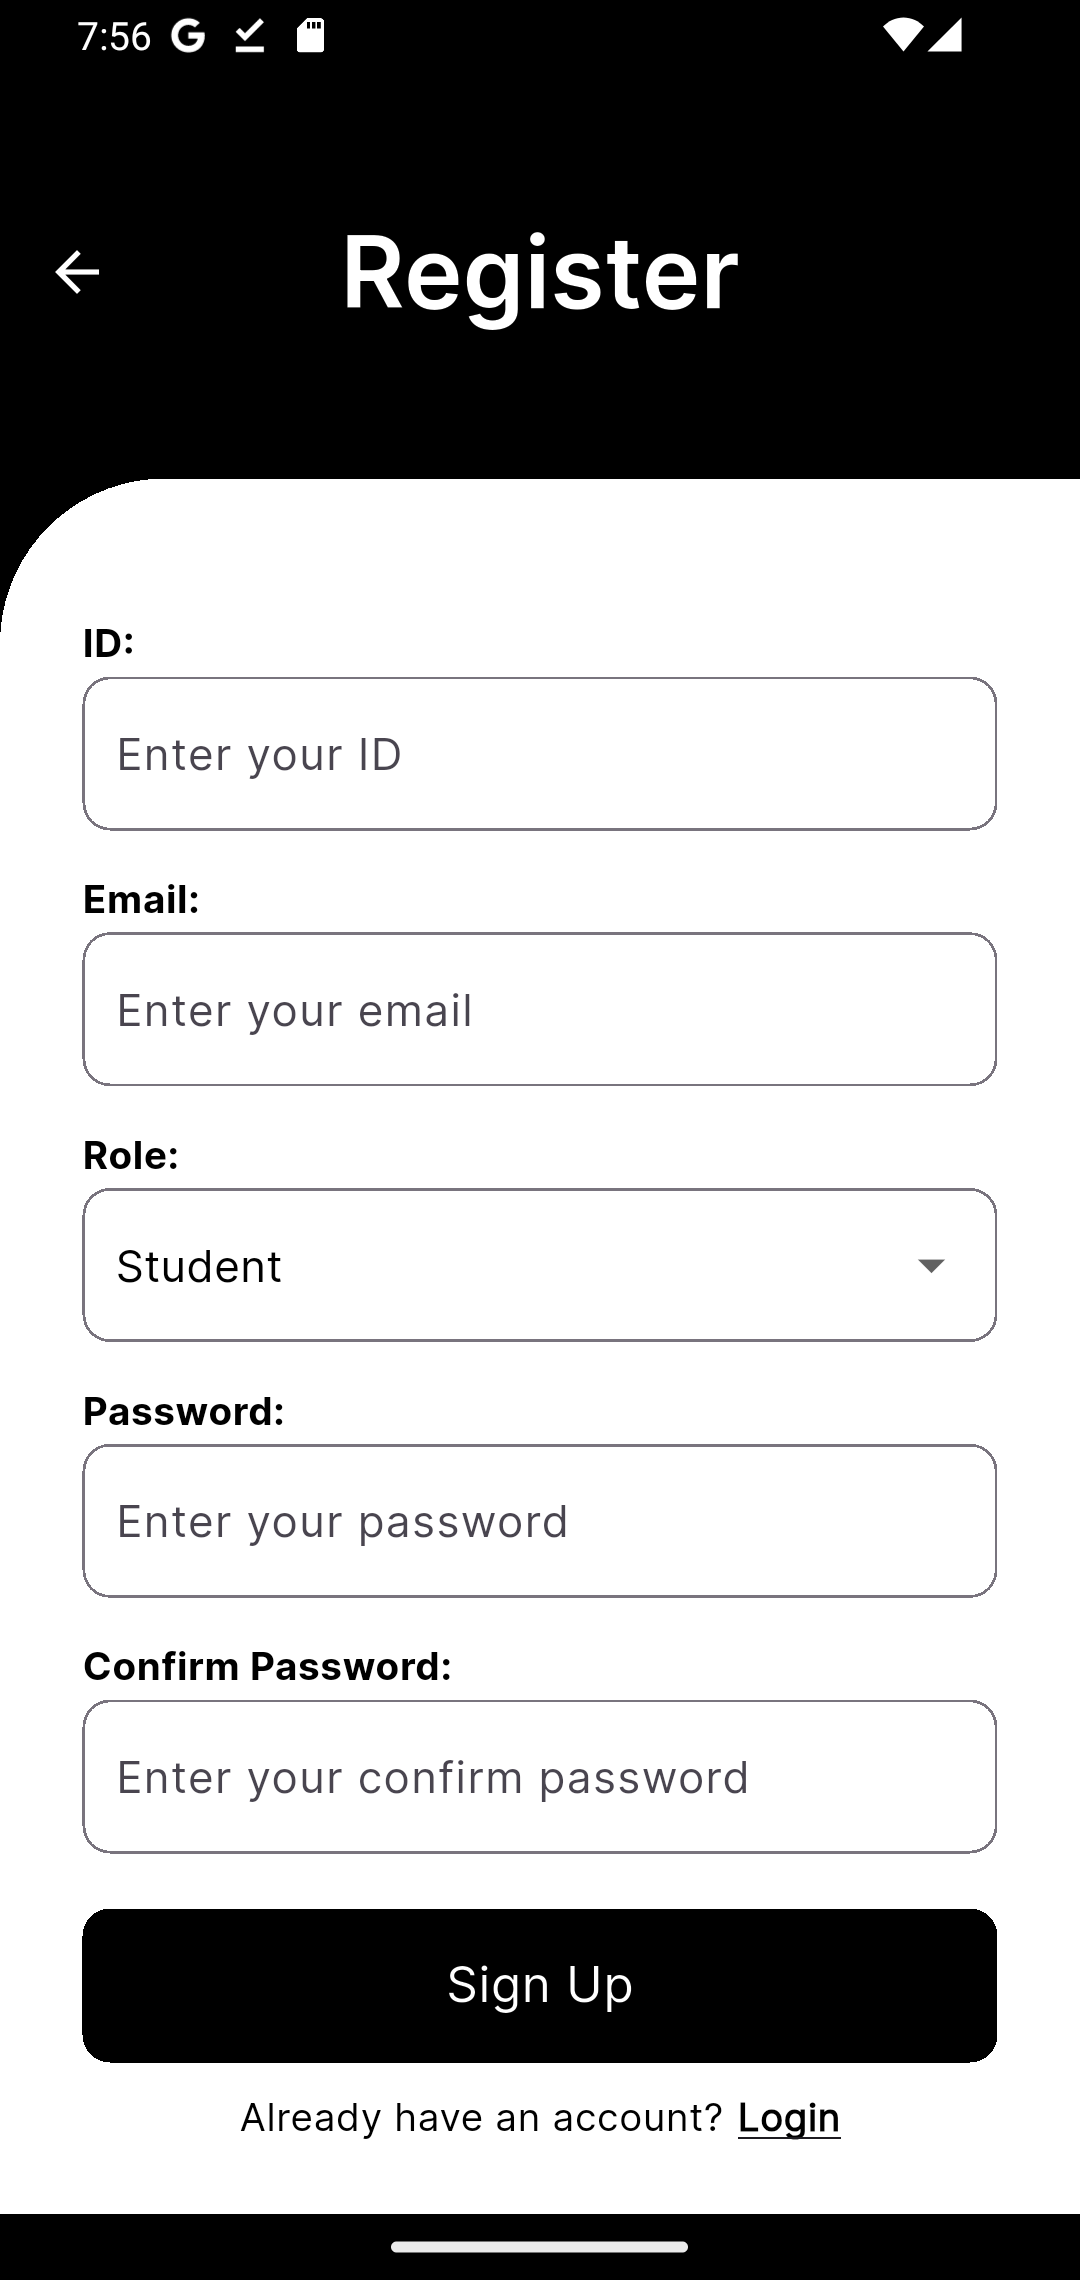 7:56
Register
ID:
Enter your ID
Email:
Enter your email
Role:
Student
Password:
Enter your password
Confirm Password:
Enter your confirm password
Sign Up
Already have an account? Login